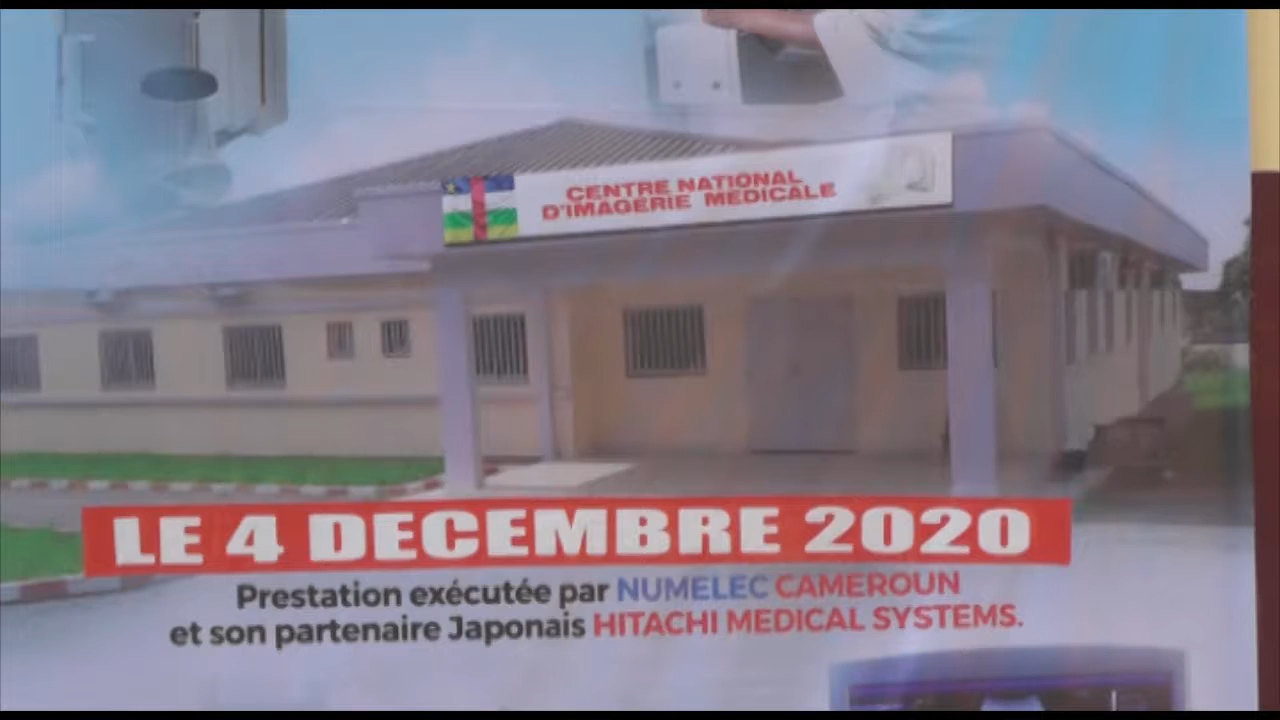 CENTRE NATIONAL
D'IMAGERIE MEDICALE
LE 4 DECEMBRE 2020
Prestation exécutée par NUMELEC CAMEROUN
et son partenaire Japonais HITACHI MEDICAL SYSTEMS.